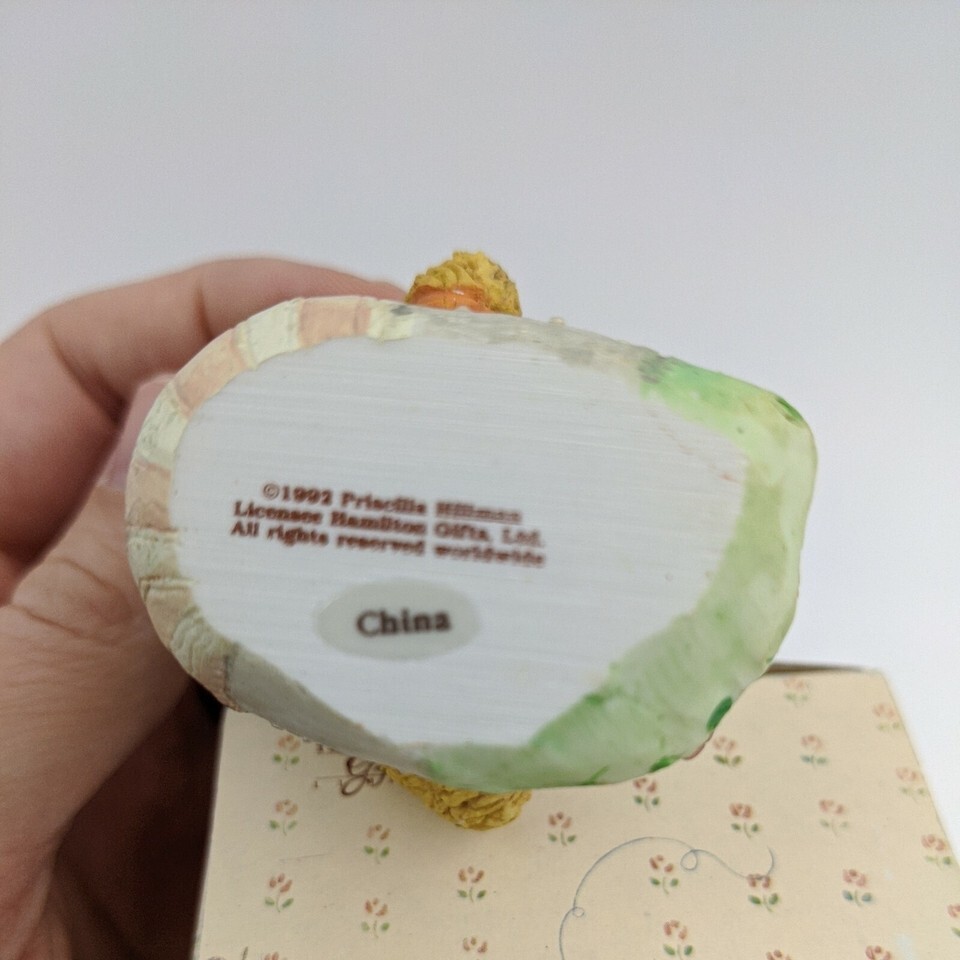 ©1992 Priscilla Hillman
Licensee Hamilton Gifts, Ltd.
All rights reserved worldwide
China